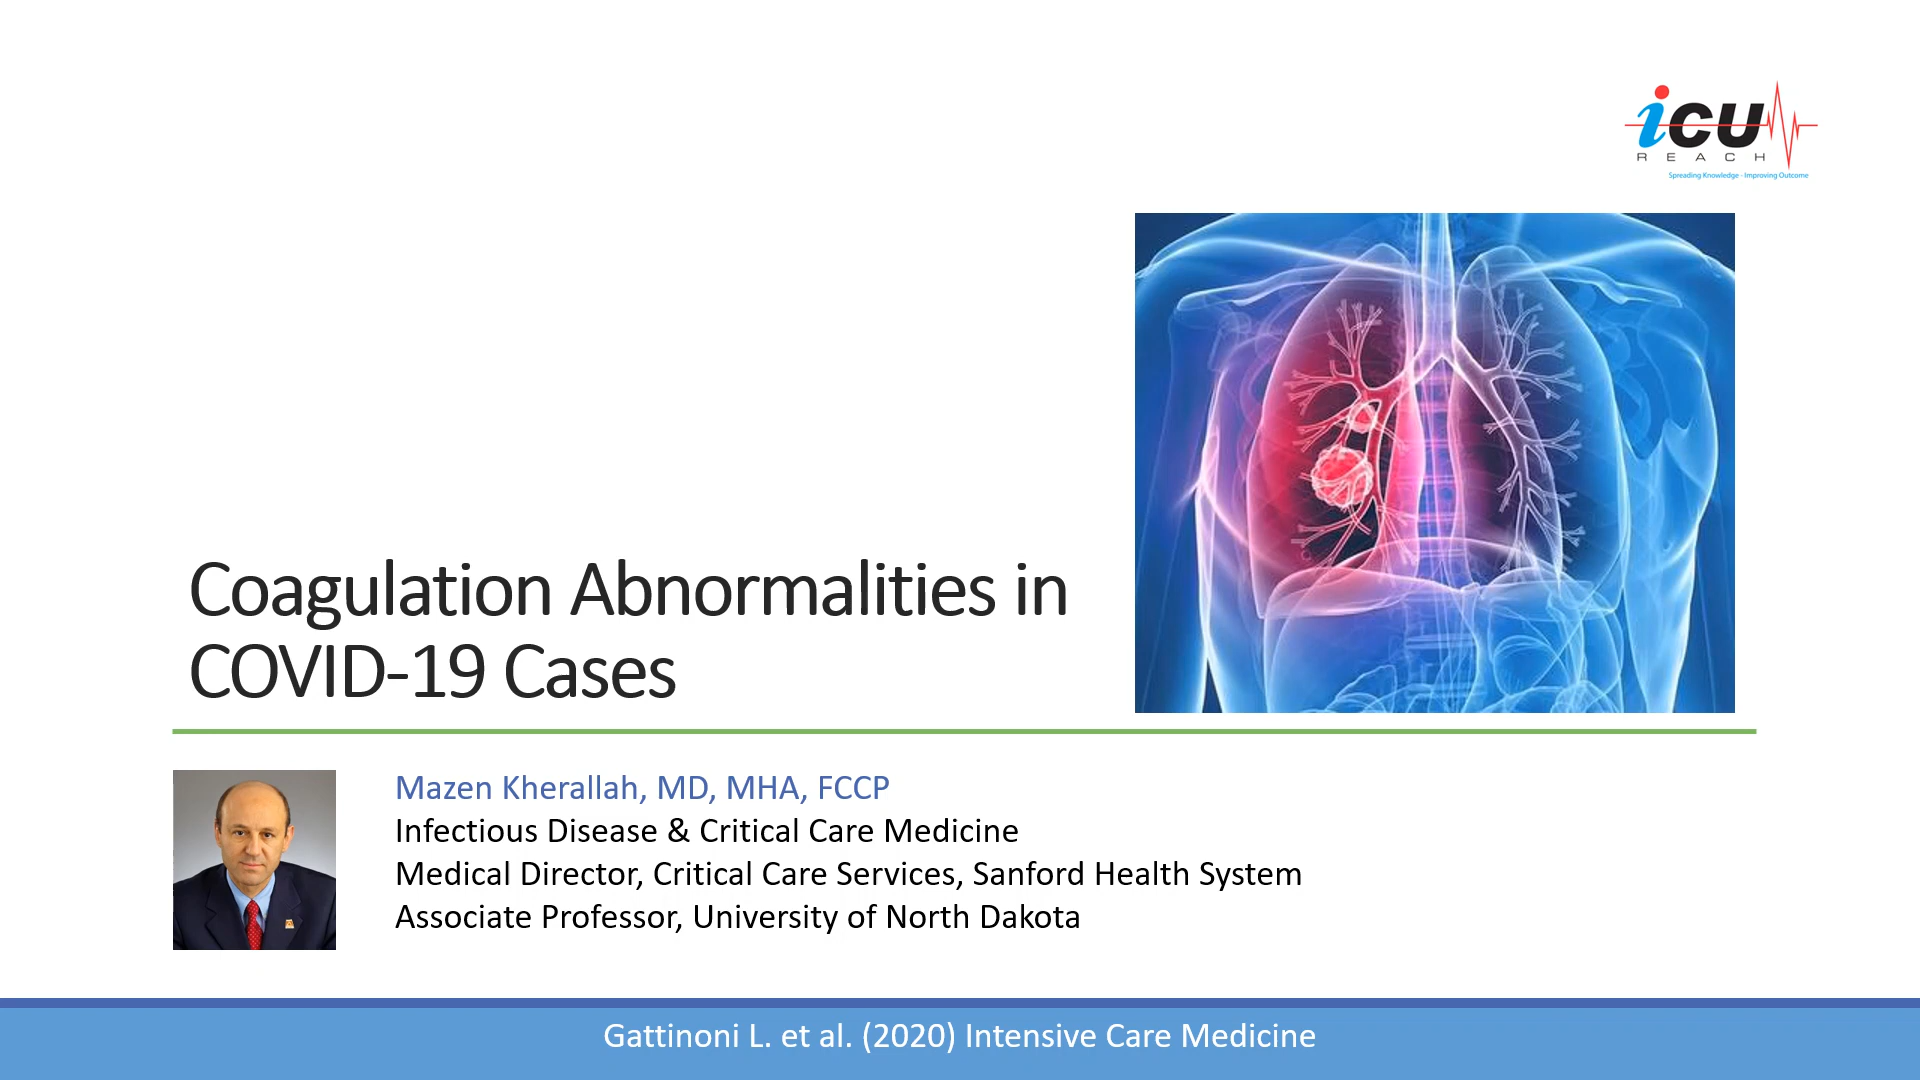 icu
REACH
Spreading Knowledge - Improving Outcome
Coagulation Abnormalities in
COVID-19 Cases
Mazen Kherallah, MD, MHA, FCCP
Infectious Disease & Critical Care Medicine
Medical Director, Critical Care Services, Sanford Health System
Associate Professor, University of North Dakota
Gattinoni L. et al. (2020) Intensive Care Medicine